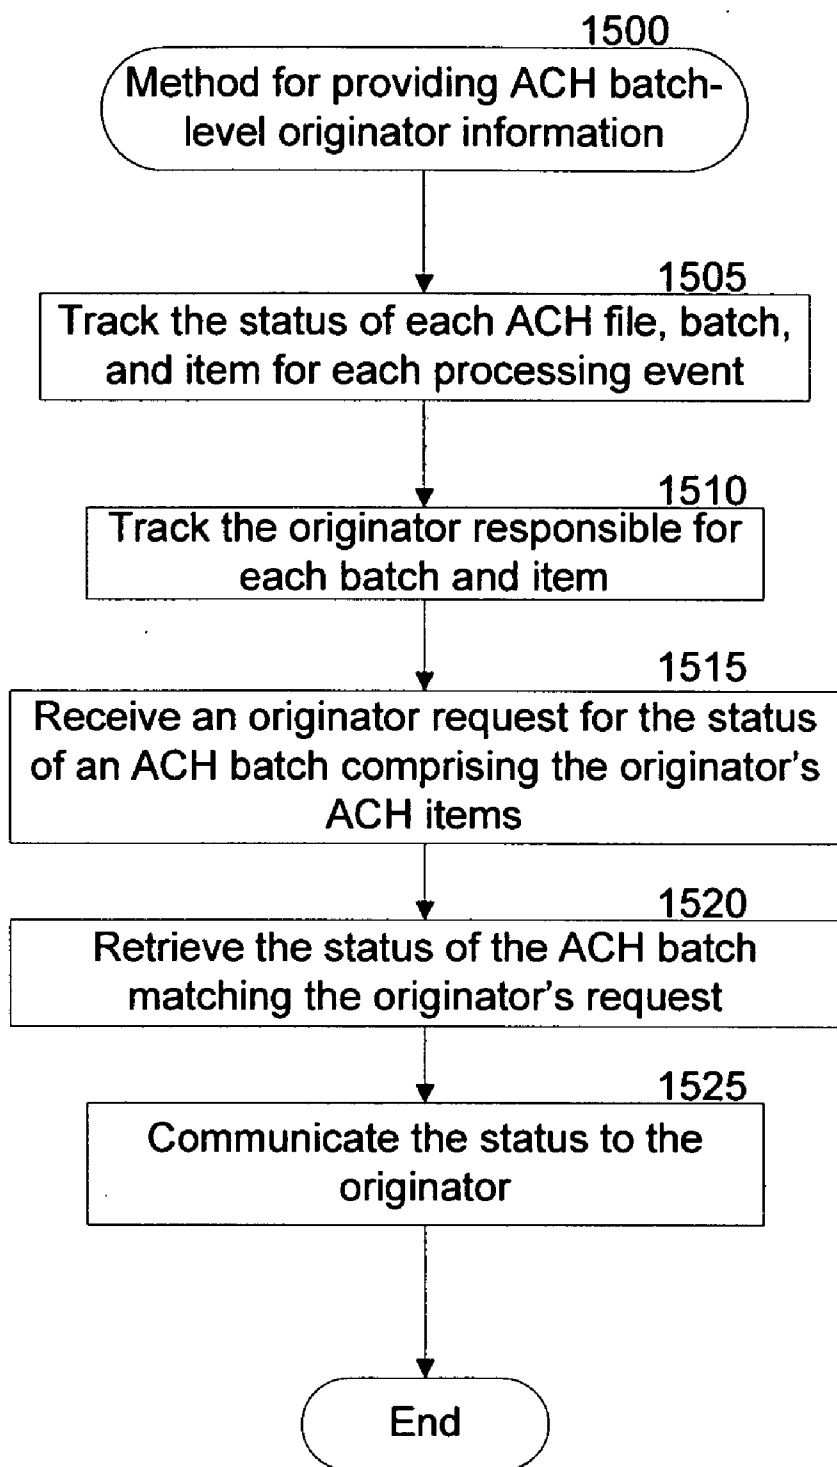 1500
Method for providing ACH batch-
level originator information
1505
Track the status of each ACH file, batch,
and item for each processing event
1510
Track the originator responsible for
each batch and item
1515
Receive an originator request for the status
of an ACH batch comprising the originator's
ACH items
1520
Retrieve the status of the ACH batch
matching the originator's request
1525
Communicate the status to the
originator
End